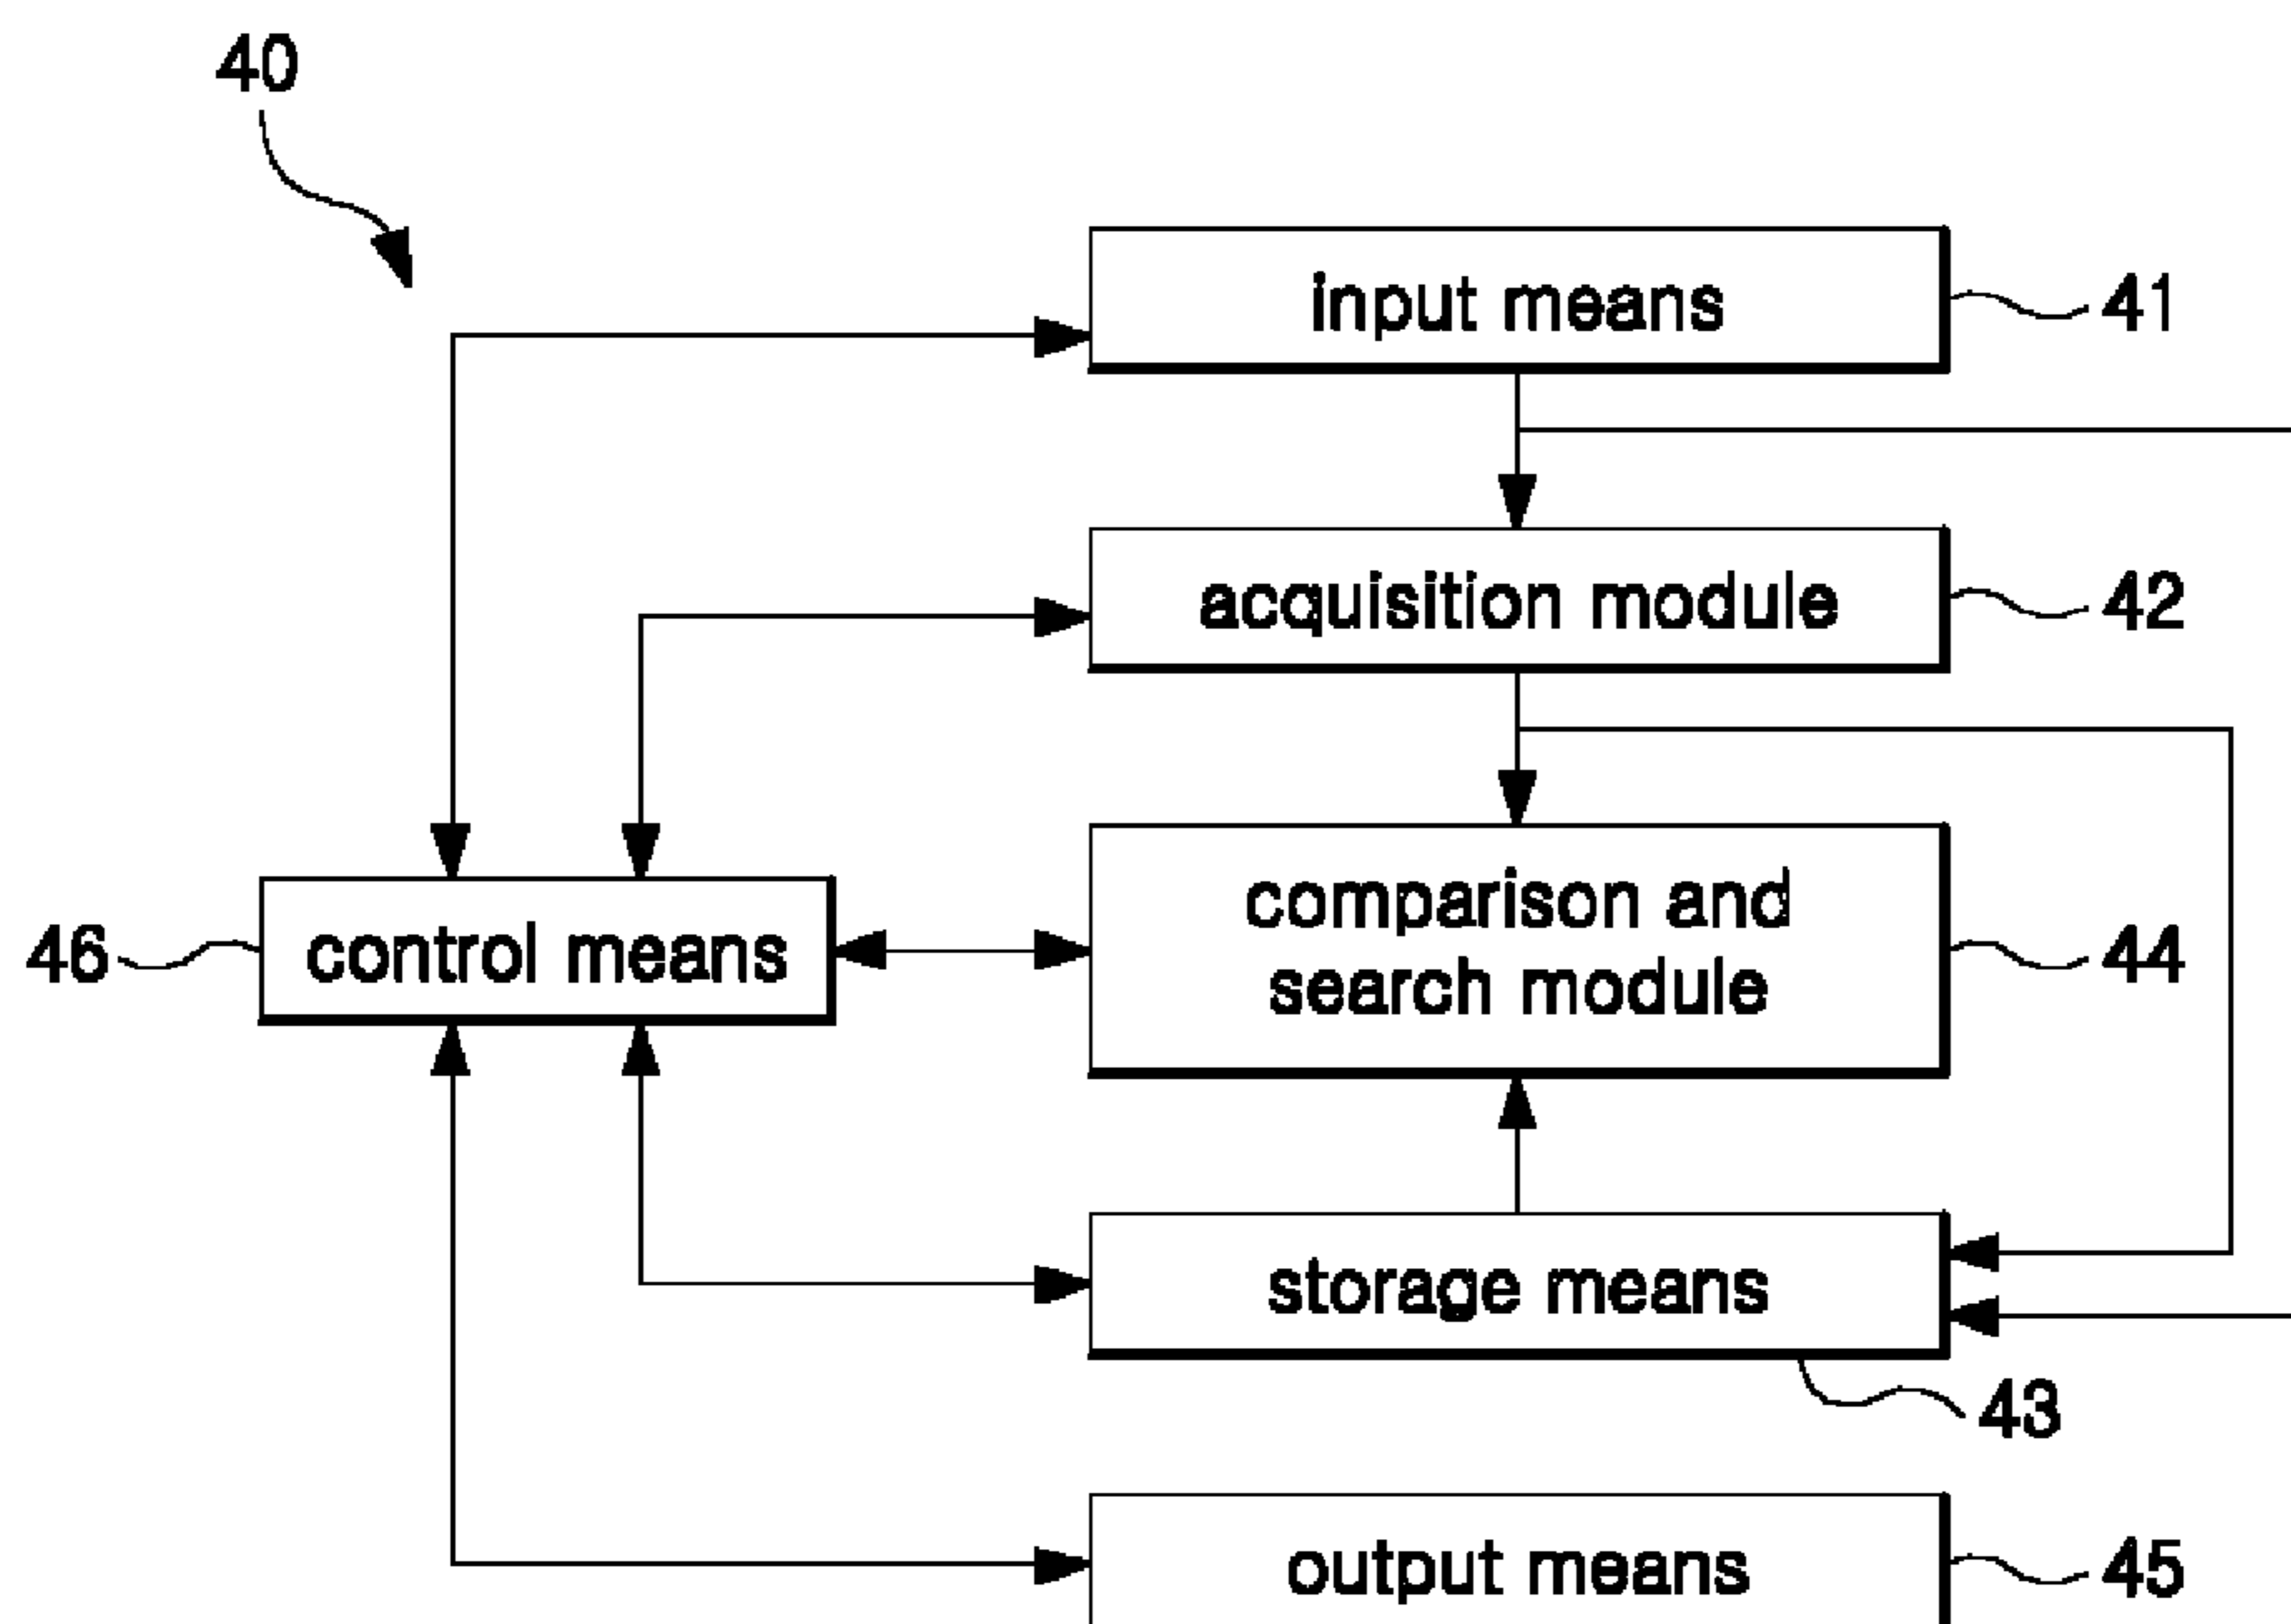 40
input means
41
acquisition module
42
comparison and
search module
44
46
control means
storage means
43
output means
45